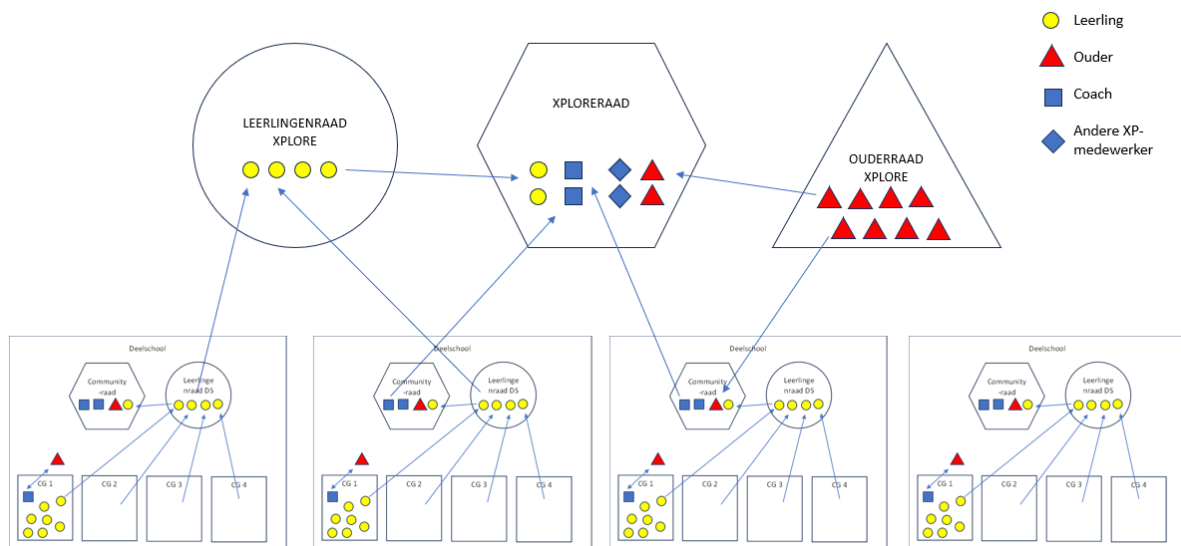 Leerling
Ouder
Coach
Andere XP-
medewerker
LEERLINGENRAAD
XPLORE
XPLORERAAD
OUDERRAAD
XPLORE
Deelschool
Community
-raad
Leerlinge
nraad DS
CG 1
CG 2
CG 3
CG 4
Deelschool
Community
-raad
Leerlinge
nraad DS
CG 1
CG 2
CG 3
CG 4
Deelschool
Community
-raad
Leerlinge
nraad DS
CG 1
CG 2
CG 3
CG 4
Deelschool
Community
-raad
Leerlinge
nraad DS
CG 1
CG 2
CG 3
CG 4